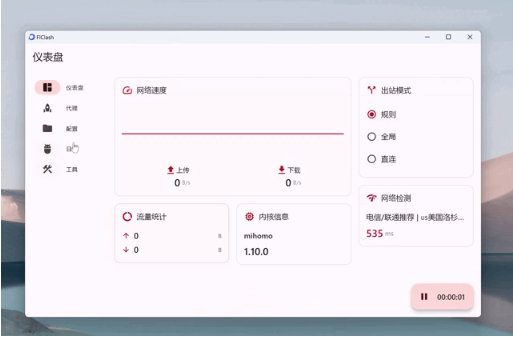 FlClash
仪表盘
仪表盘
代理
配置
工具
网络速度
上传
0 B/s
下载
0 B/s
流量统计
0 B
0 B
内核信息
mihomo
1.10.0
出站模式
规则
全局
直连
网络检测
电信/联通推荐 | us美国洛杉...
535 ms
00:00:01